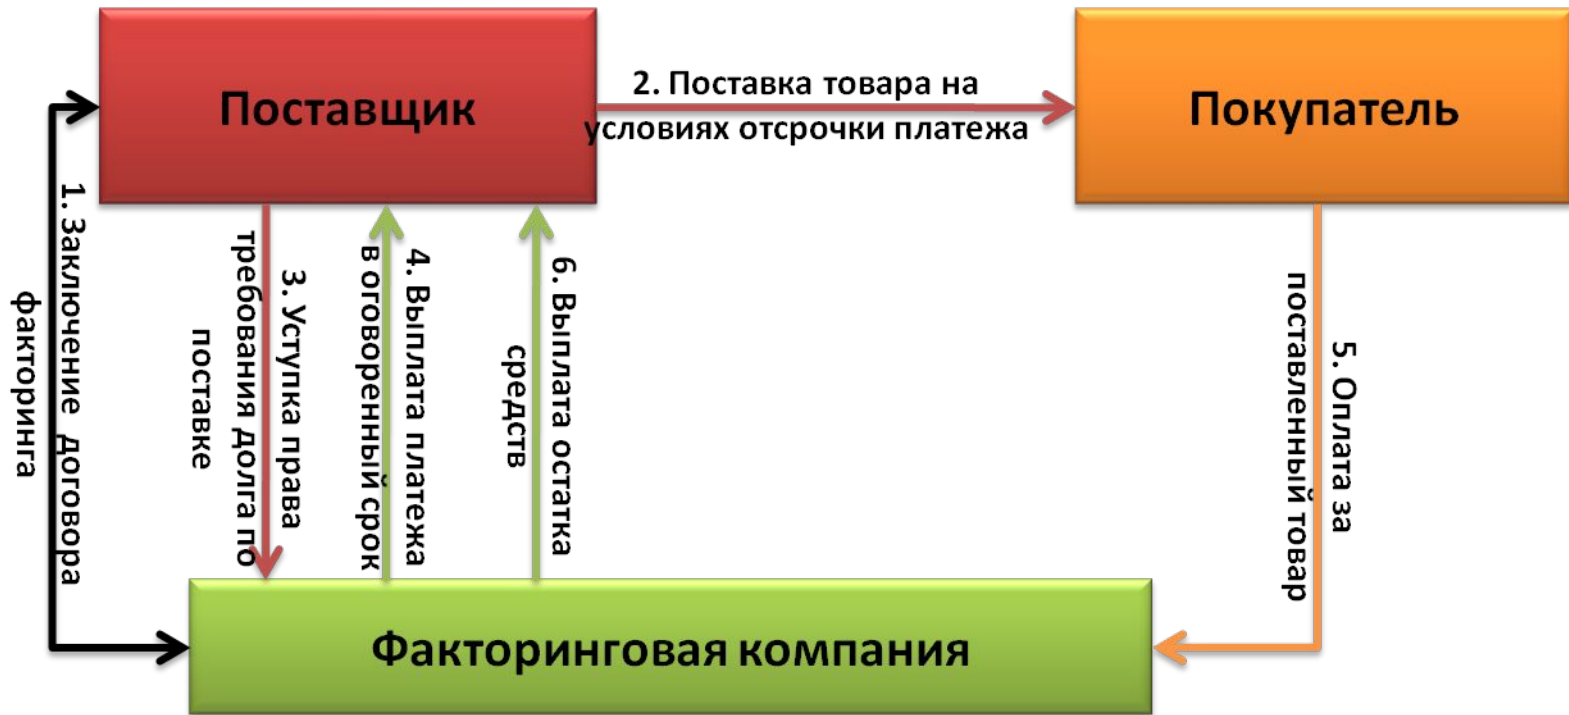 Поставщик
2. Поставка товара на
условиях отсрочки платежа
Покупатель
1. Заключение договора
факторинга
3. Уступка права
требования долга по
поставке
4. Выплата платежа
в оговоренный срок
6. Выплата остатка
средств
5. Оплата за
поставленный товар
Факторинговая компания